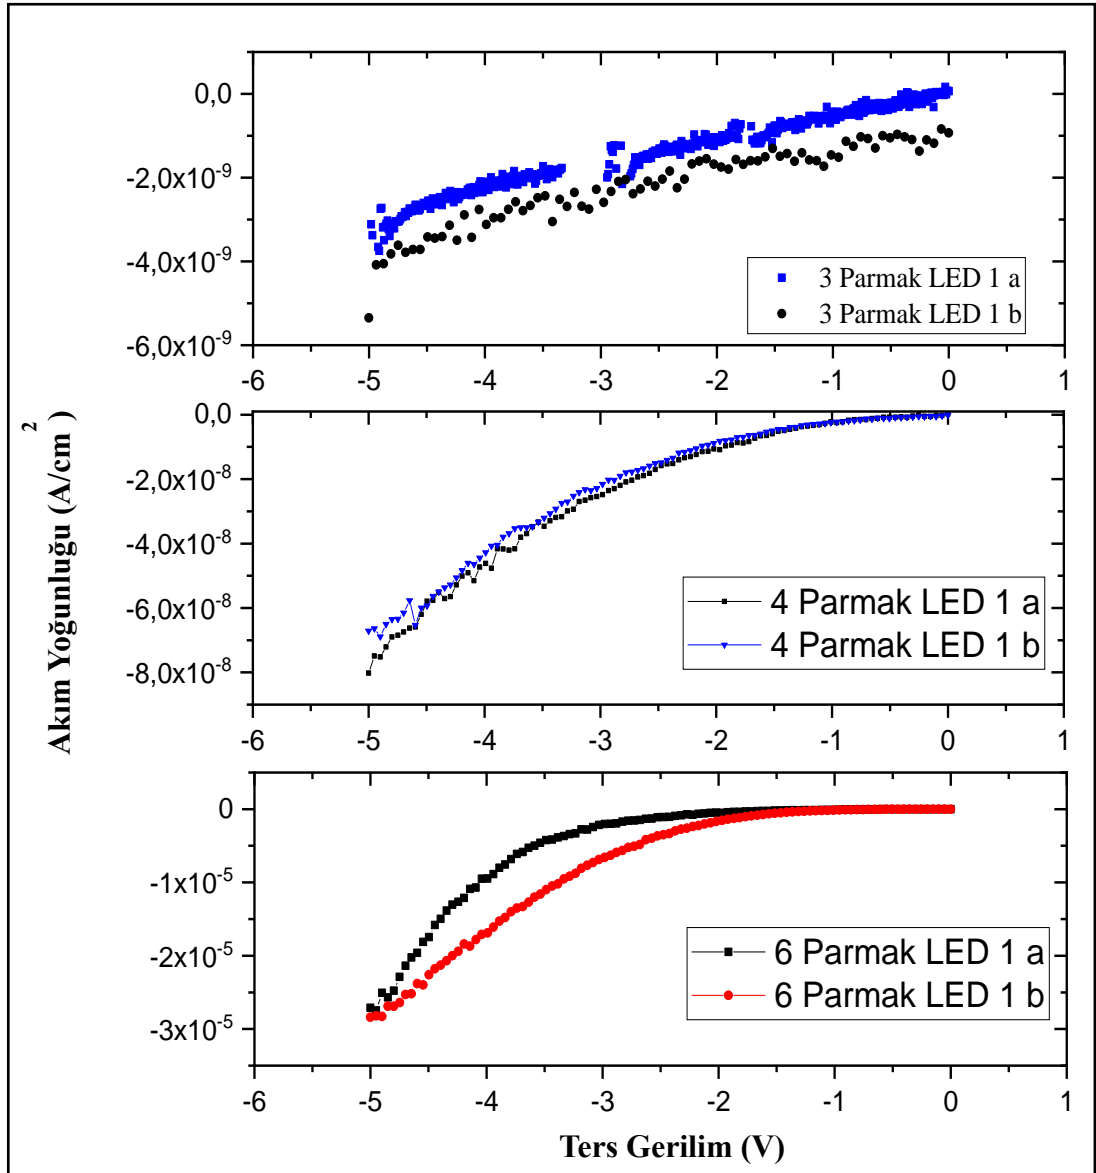 0,0
-2,0x10⁻⁹
-4,0x10⁻⁹
-6,0x10⁻⁹
-6 -5 -4 -3 -2 -1 0 1
3 Parmak LED 1 a
3 Parmak LED 1 b
0,0
-2,0x10⁻⁸
-4,0x10⁻⁸
-6,0x10⁻⁸
-8,0x10⁻⁸
-6 -5 -4 -3 -2 -1 0 1
4 Parmak LED 1 a
4 Parmak LED 1 b
0
-1x10⁻⁵
-2x10⁻⁵
-3x10⁻⁵
-6 -5 -4 -3 -2 -1 0 1
6 Parmak LED 1 a
6 Parmak LED 1 b
Akım Yoğunluğu (A/cm²)
Ters Gerilim (V)